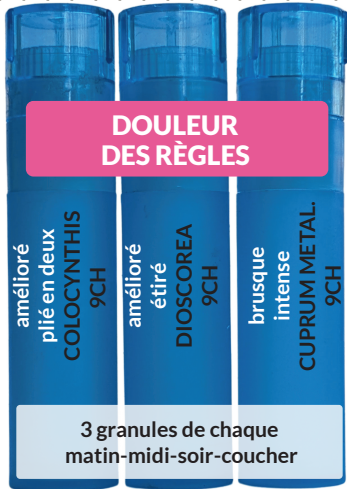 DOULEUR
DES RÈGLES
amélioré
plié en deux
COLOCYNTHIS
9CH
amélioré
étiré
DIOSCOREA
9CH
brusque
intense
CUPRUM METAL.
9CH
3 granules de chaque
matin-midi-soir-coucher